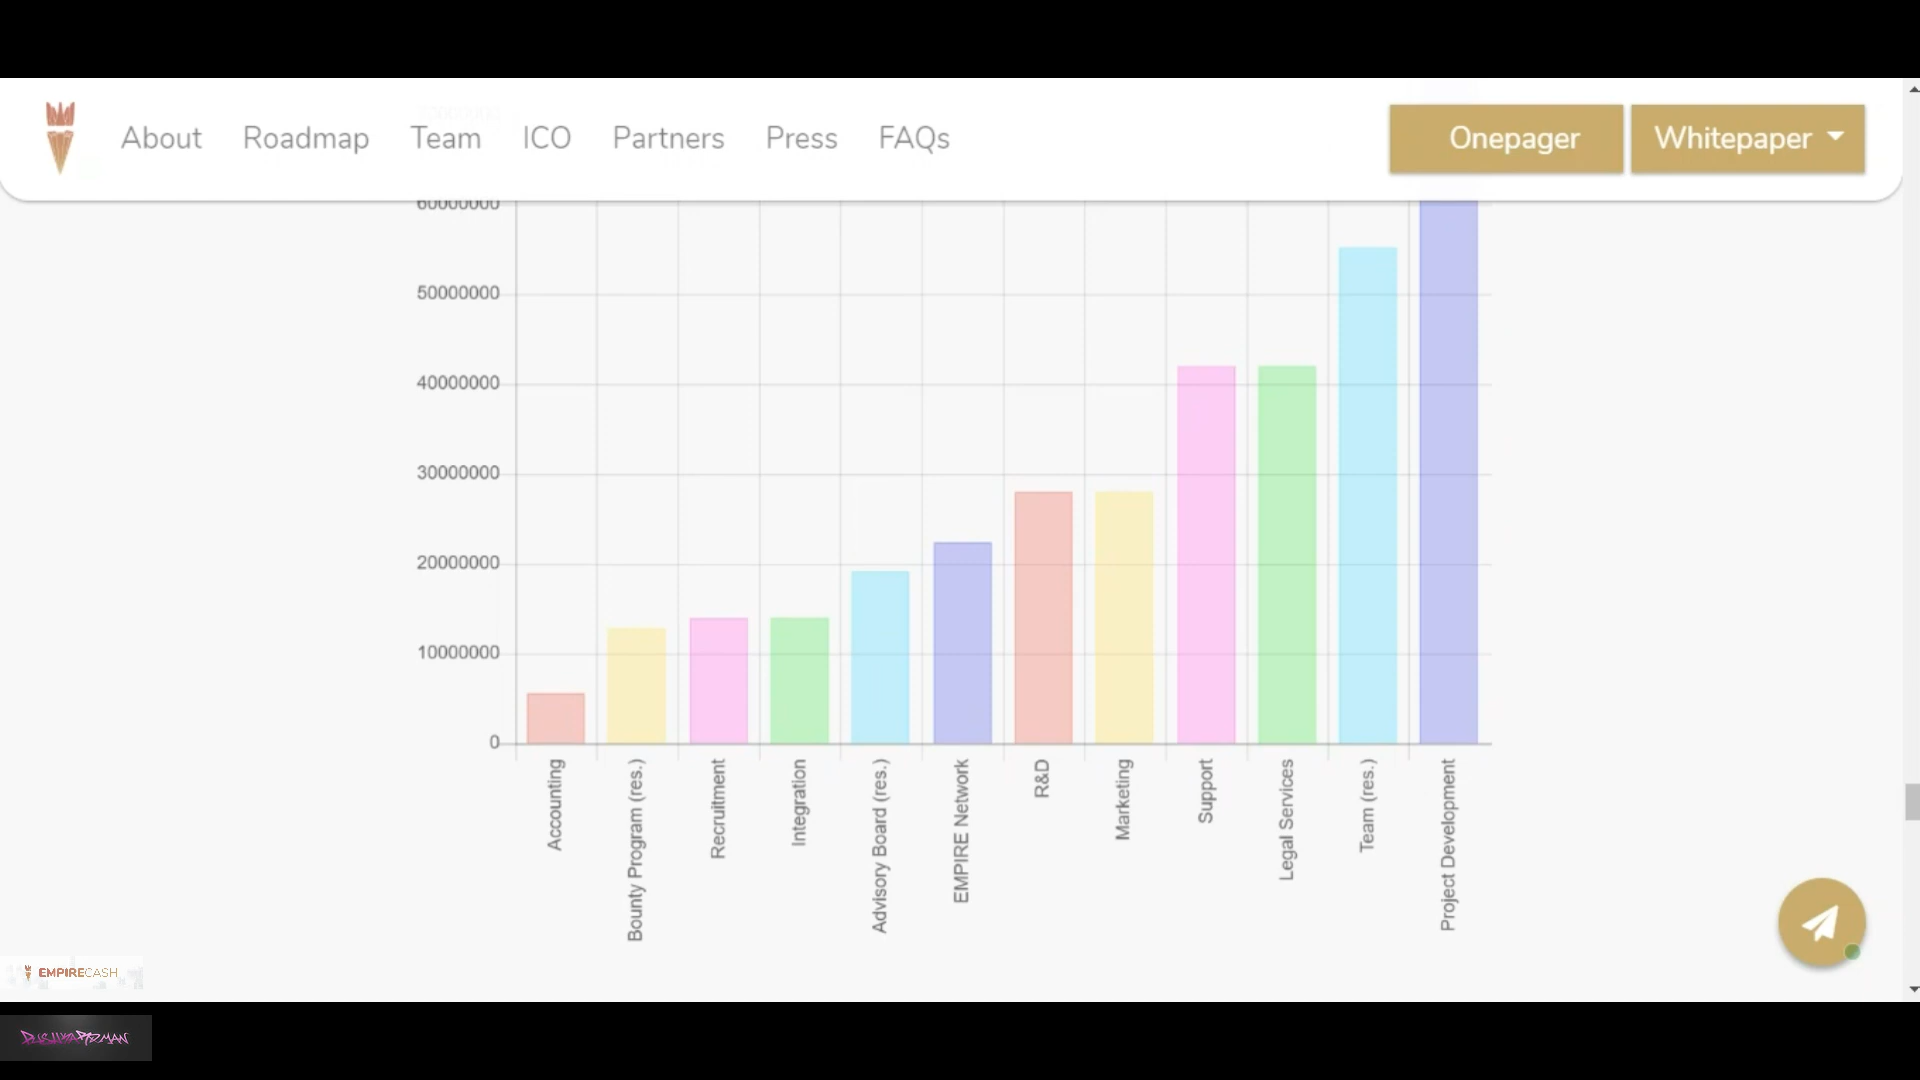 About Roadmap Team ICO Partners Press FAQs Onepager Whitepaper
60000000
50000000
40000000
30000000
20000000
10000000
0
Accounting
Bounty Program (res.)
Recruitment
Integration
Advisory Board (res.)
EMPIRE Network
R&D
Marketing
Support
Legal Services
Team (res.)
Project Development
EMPIRECASH